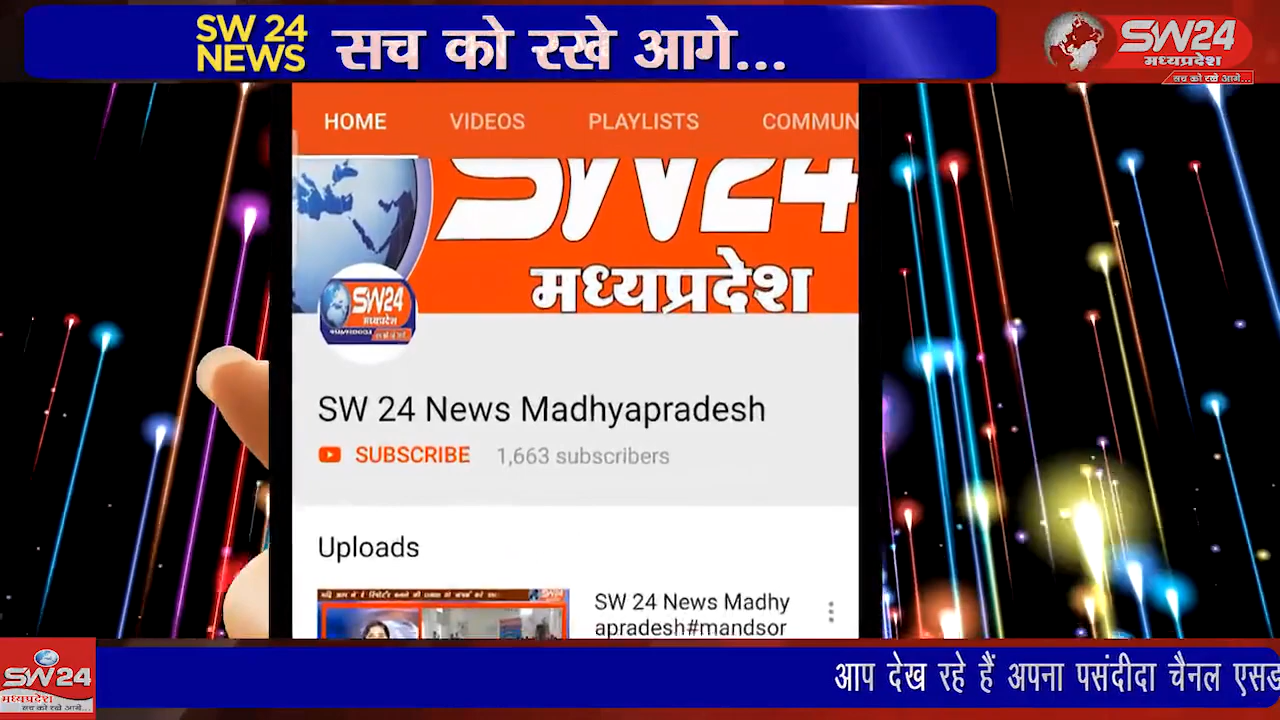 SW 24
NEWS
सच को रखे आगे...
SW24
मध्यप्रदेश
सच को रखे आगे...
HOME VIDEOS PLAYLISTS COMMUN
SW24
मध्यप्रदेश
SW24
मध्यप्रदेश
SW 24 News Madhyapradesh
SUBSCRIBE 1,663 subscribers
Uploads
SW 24 News Madhy
apradesh#mandsor
SW24
मध्यप्रदेश
सच को रखे आगे...
आप देख रहे हैं अपना पसंदीदा चैनल एसड